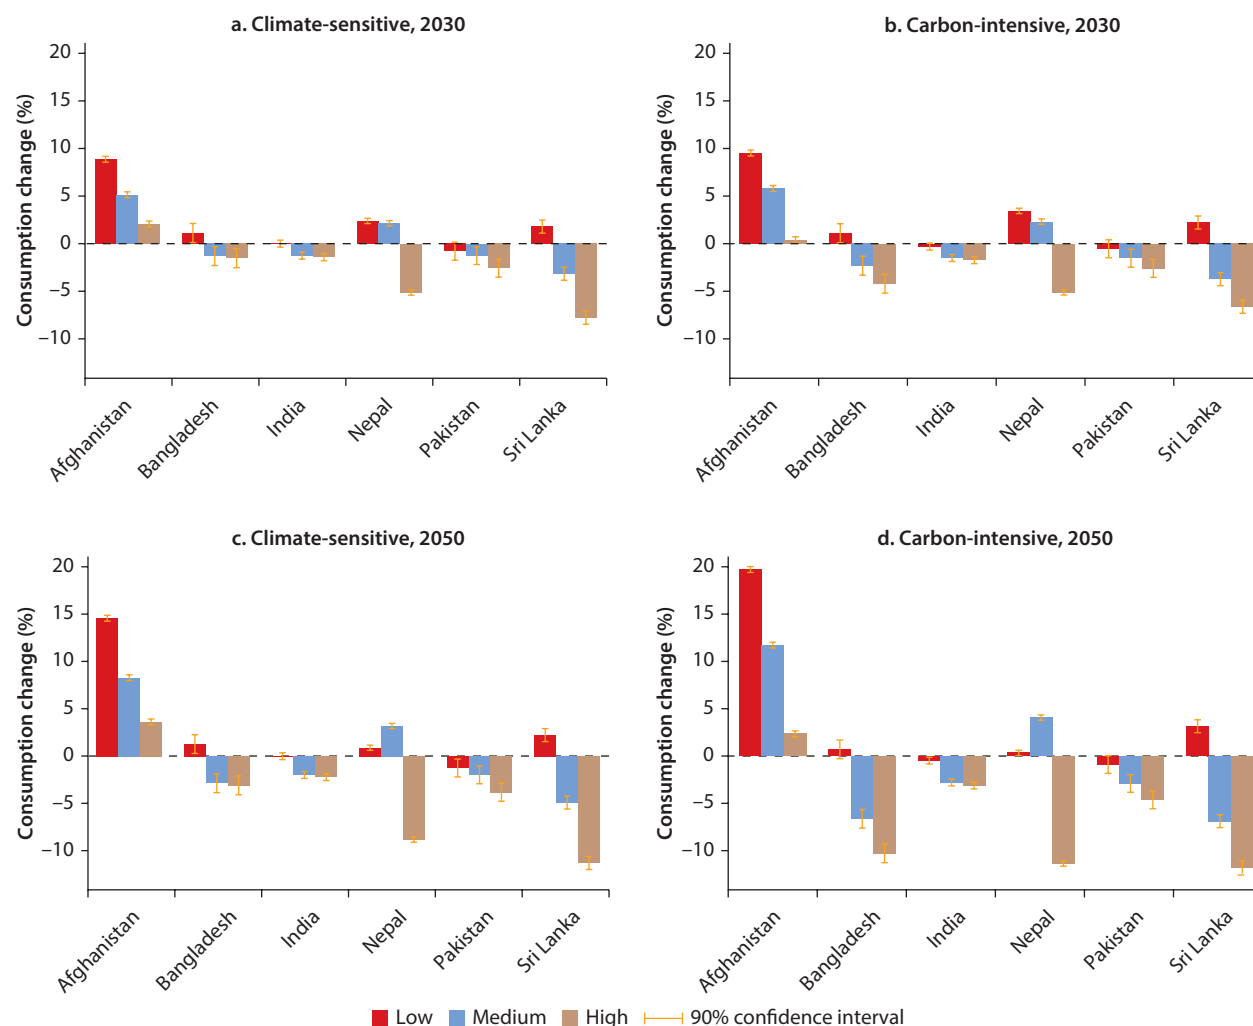 a. Climate-sensitive, 2030
Consumption change (%)
20
15
10
5
0
−5
−10
Afghanistan
Bangladesh
India
Nepal
Pakistan
Sri Lanka
b. Carbon-intensive, 2030
Consumption change (%)
20
15
10
5
0
−5
−10
Afghanistan
Bangladesh
India
Nepal
Pakistan
Sri Lanka
c. Climate-sensitive, 2050
Consumption change (%)
20
15
10
5
0
−5
−10
Afghanistan
Bangladesh
India
Nepal
Pakistan
Sri Lanka
d. Carbon-intensive, 2050
Consumption change (%)
20
15
10
5
0
−5
−10
Afghanistan
Bangladesh
India
Nepal
Pakistan
Sri Lanka
Low Medium High 90% confidence interval